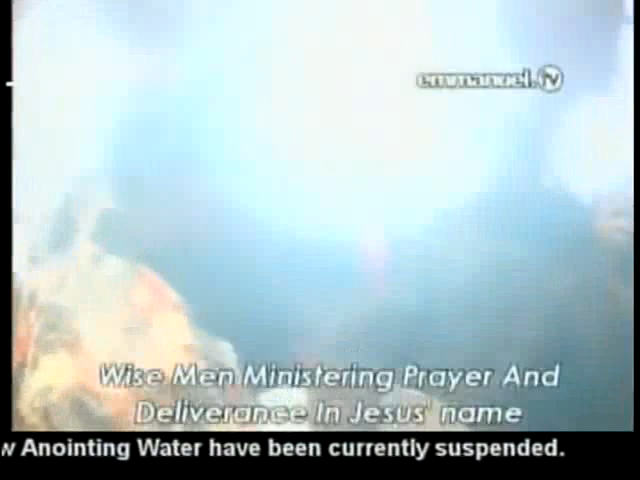 emmanuel.tv
Wise Men Ministering Prayer And
Deliverance In Jesus' name
w Anointing Water have been currently suspended.